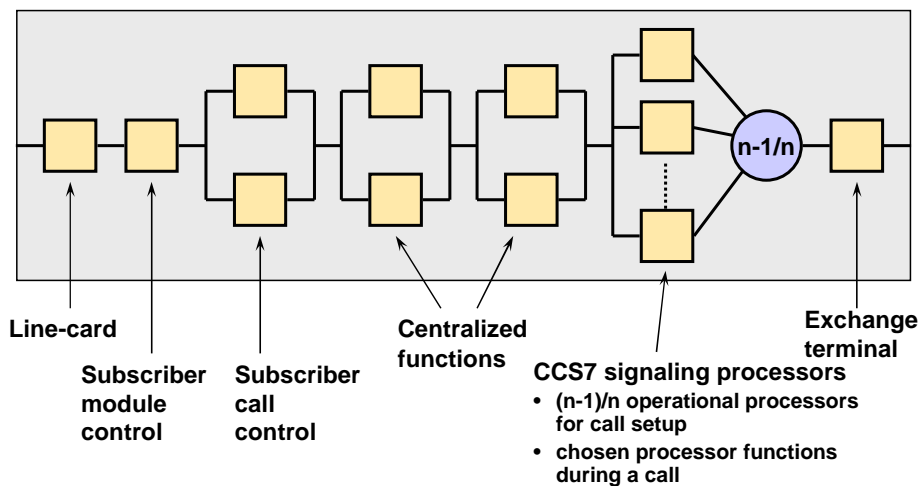 n-1/n
Line-card
Subscriber
module
control
Subscriber
call
control
Centralized
functions
CCS7 signaling processors
• (n-1)/n operational processors
for call setup
• chosen processor functions
during a call
Exchange
terminal